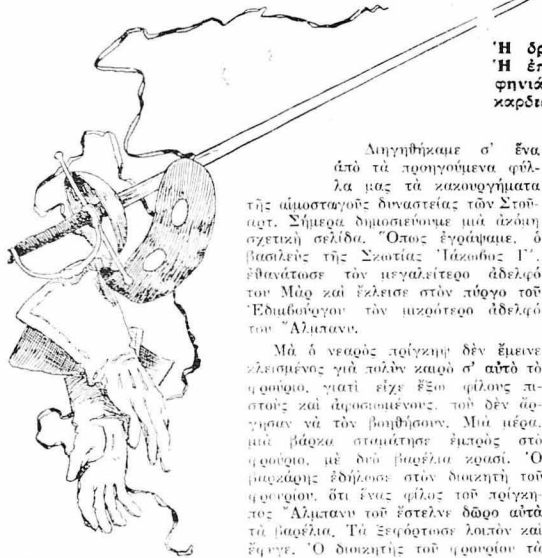 Ἡ δρ
Ἡ ἐπ
φηνιά
καρδι
Διηγηθήκαμε σ' ἕνα
ἀπὸ τὰ προηγούμενα φύλ-
λα μας τὰ κακουργήματα
τῆς αἱμοσταγοῦς δυναστείας τῶν Στού-
αρτ. Σήμερα δημοσιεύουμε μιὰ ἀκόμη
σχετικὴ σελίδα. Ὅπως ἐγράψαμε, ὁ
βασιλεὺς τῆς Σκωτίας Ἰάκωβος Γ΄,
ἐθανάτωσε τὸν μεγαλείτερο ἀδελφό
του Μὰρ καὶ ἔκλεισε στὸν πύργο τοῦ
Ἐδιμβούργου τὸν μικρότερο ἀδελφό
του Ἄλμπανυ.
Μὰ ὁ νεαρὸς πρίγκηψ δὲν ἔμεινε
κλεισμένος γιὰ πολὺν καιρὸ σ' αὐτὸ τὸ
φρούριο, γιατὶ εἶχε ἔξω φίλους πι-
στοὺς καὶ ἀφοσιωμένους, ποὺ δὲν ἄρ-
γησαν νὰ τὸν βοηθήσουν. Μιὰ μέρα,
μιὰ βάρκα σταμάτησε ἐμπρὸς στὸ
φρούριο, μὲ δυὸ βαρέλια κρασί. Ὁ
βαρκάρης ἐδήλωσε στὸν διοικητὴ τοῦ
φρουρίου, ὅτι ἕνας φίλος τοῦ πρίγκη-
πος Ἄλμπανυ τοῦ ἔστελνε δῶρο αὐτὰ
τὰ βαρέλια. Τὰ ξεφόρτωσε λοιπὸν καὶ
ἔφυγε. Ὁ διοικητὴς τοῦ φρουρίου τὰ